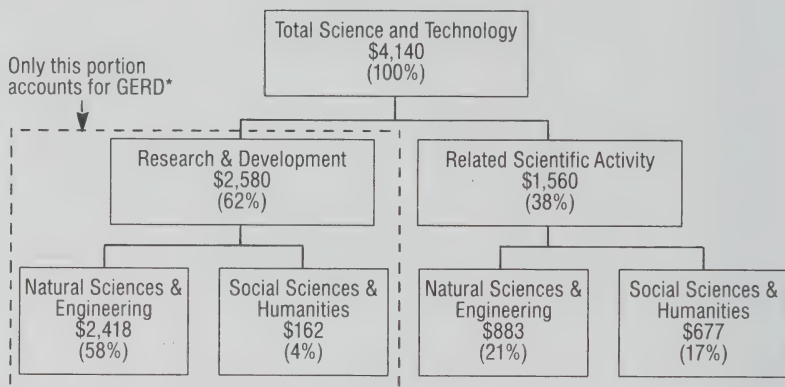 Total Science and Technology
$4,140
(100%)
Only this portion
accounts for GERD*
Research & Development
$2,580
(62%)
Related Scientific Activity
$1,560
(38%)
Natural Sciences &
Engineering
$2,418
(58%)
Social Sciences &
Humanities
$162
(4%)
Natural Sciences &
Engineering
$883
(21%)
Social Sciences &
Humanities
$677
(17%)